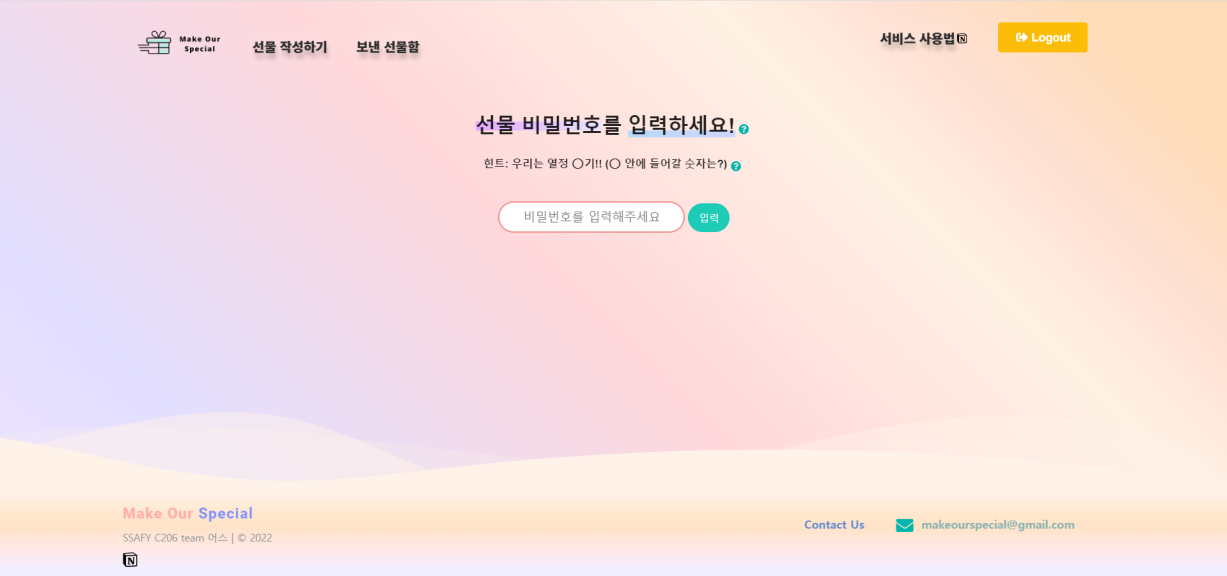 Make Our
Special
선물 작성하기
보낸 선물함
서비스 사용법
Logout
선물 비밀번호를 입력하세요!
힌트: 우리는 열정 ○기!! (○ 안에 들어갈 숫자는?)
비밀번호를 입력해주세요
입력
Make Our Special
SSAFY C206 team 어스 | © 2022
Contact Us
makeourspecial@gmail.com